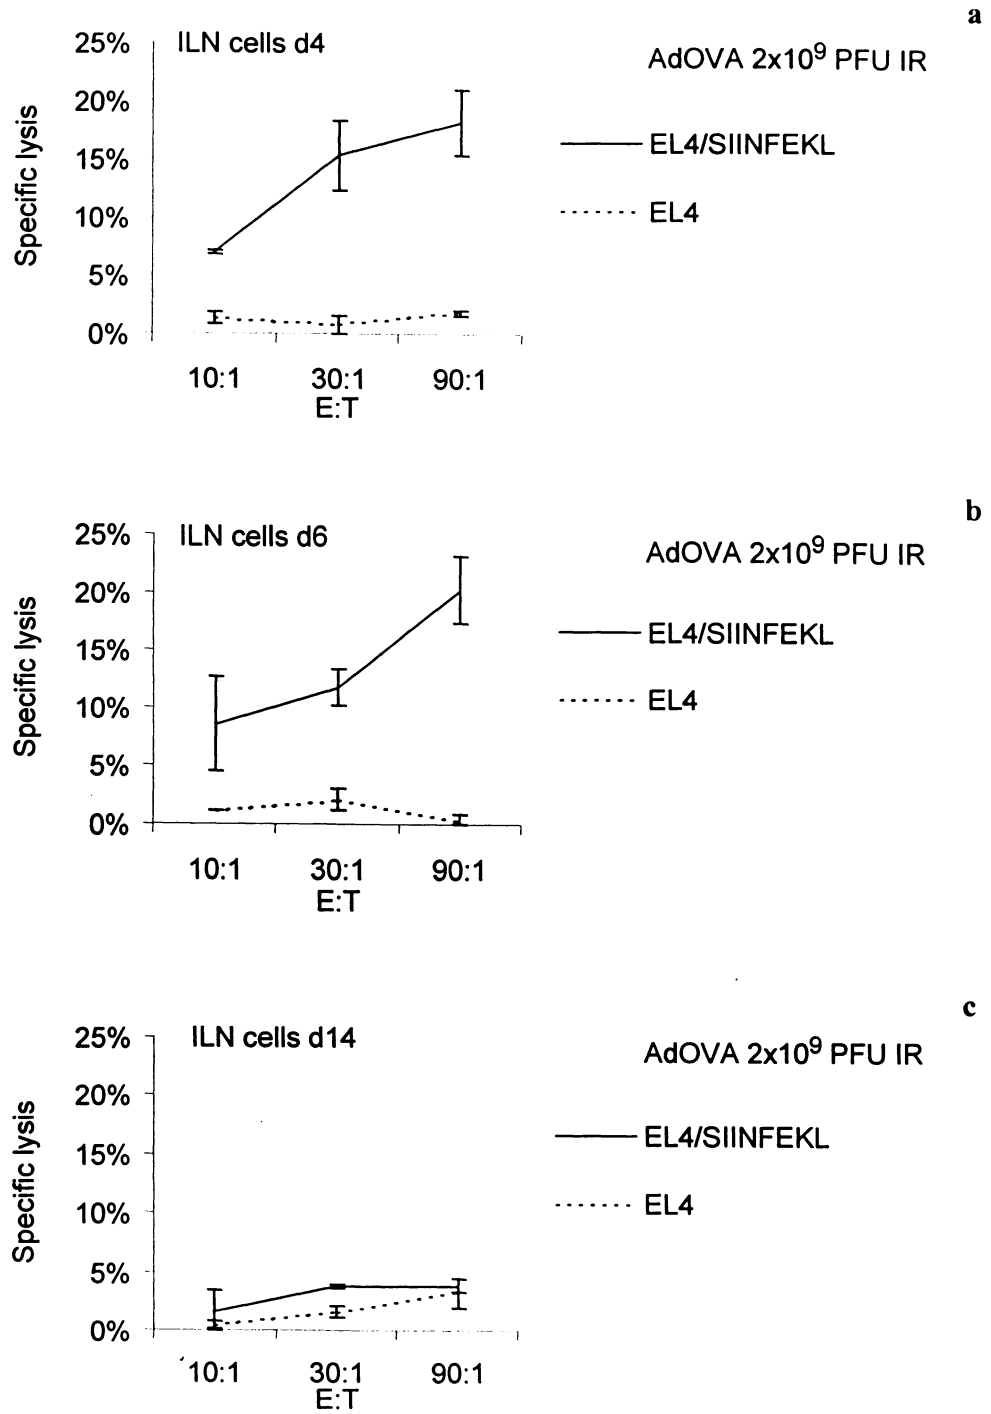 a
ILN cells d4
AdOVA 2x10⁹ PFU IR
25%
20%
15%
10%
5%
0%
Specific lysis
EL4/SIINFEKL
EL4
10:1 30:1 90:1
E:T
b
ILN cells d6
AdOVA 2x10⁹ PFU IR
25%
20%
15%
10%
5%
0%
Specific lysis
EL4/SIINFEKL
EL4
10:1 30:1 90:1
E:T
c
ILN cells d14
AdOVA 2x10⁹ PFU IR
25%
20%
15%
10%
5%
0%
Specific lysis
EL4/SIINFEKL
EL4
10:1 30:1 90:1
E:T